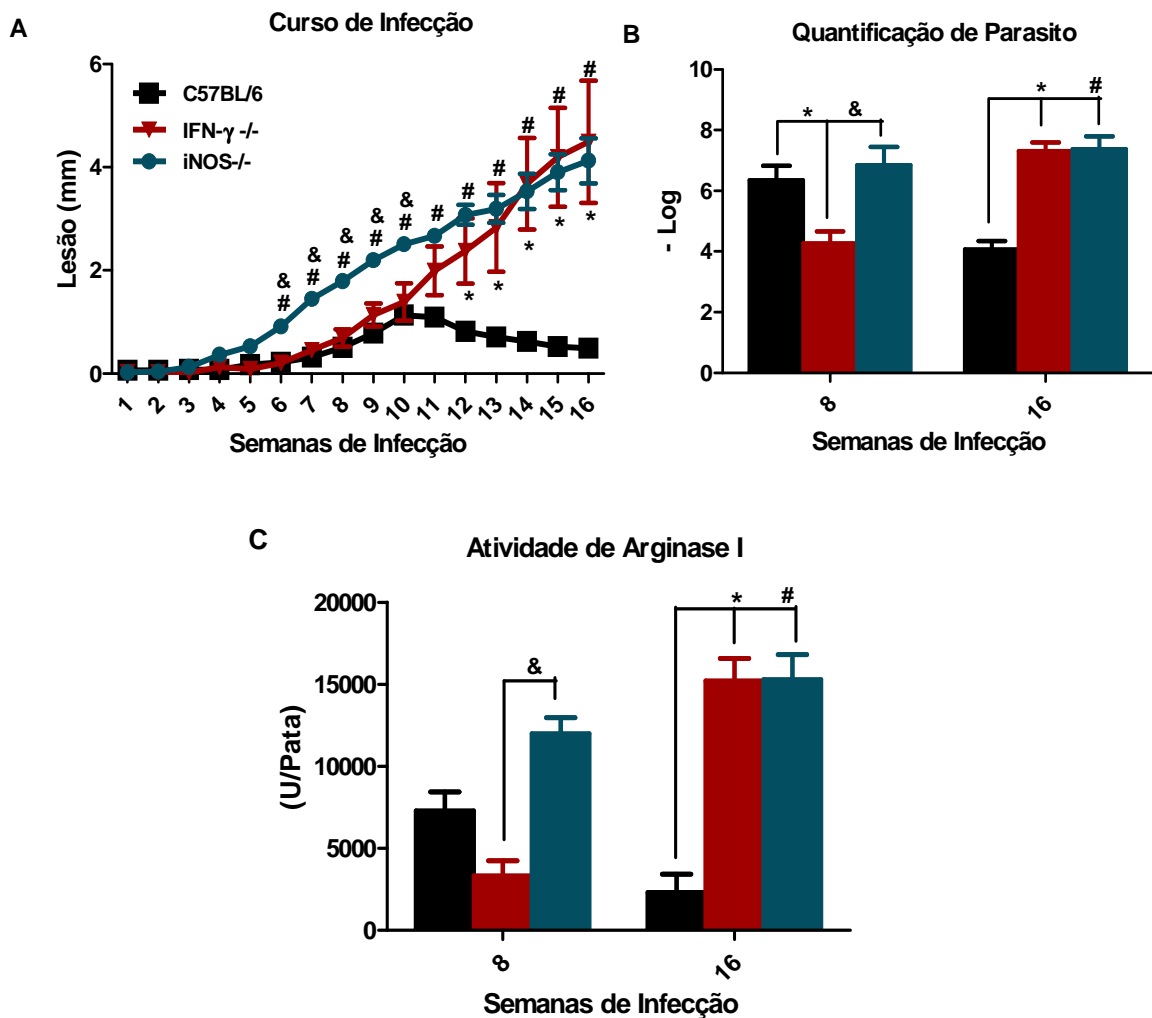 A
Curso de Infecção
C57BL/6
IFN-γ -/-
iNOS-/-
Lesão (mm)
6
4
2
0
& & & & &
# # # # # # # # # # #
* * * * *
1 2 3 4 5 6 7 8 9 10 11 12 13 14 15 16
Semanas de Infecção
B
Quantificação de Parasito
- Log
10
8
6
4
2
0
* & * #
8 16
Semanas de Infecção
C
Atividade de Arginase I
(U/Pata)
20000
15000
10000
5000
0
& * #
8 16
Semanas de Infecção